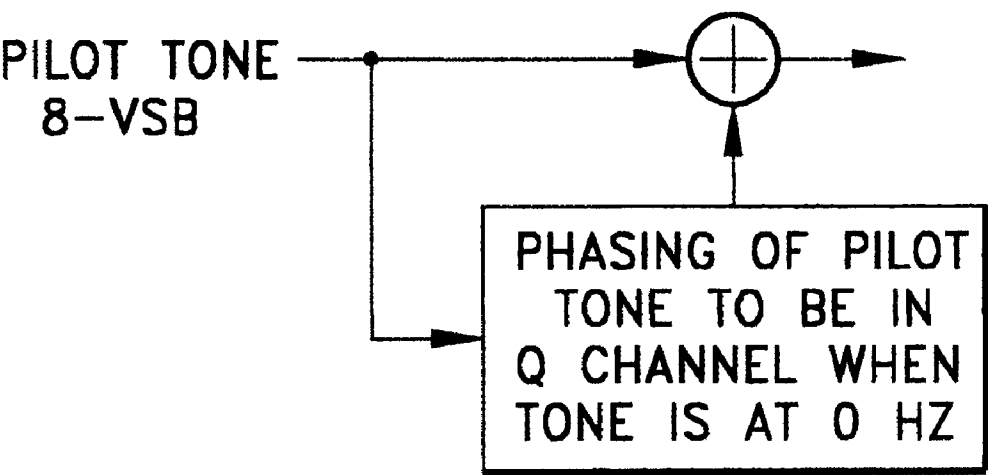 PILOT TONE
8-VSB
PHASING OF PILOT
TONE TO BE IN
Q CHANNEL WHEN
TONE IS AT 0 HZ